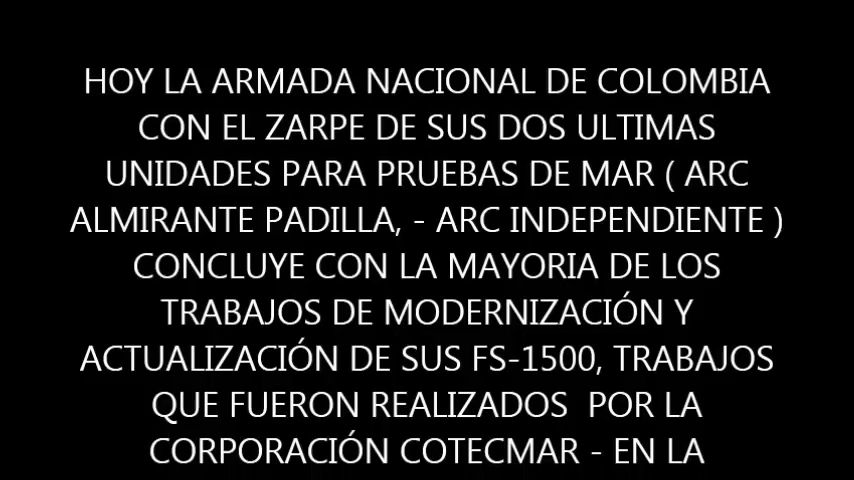 HOY LA ARMADA NACIONAL DE COLOMBIA
CON EL ZARPE DE SUS DOS ULTIMAS
UNIDADES PARA PRUEBAS DE MAR ( ARC
ALMIRANTE PADILLA, - ARC INDEPENDIENTE )
CONCLUYE CON LA MAYORIA DE LOS
TRABAJOS DE MODERNIZACIÓN Y
ACTUALIZACIÓN DE SUS FS-1500, TRABAJOS
QUE FUERON REALIZADOS  POR LA
CORPORACIÓN COTECMAR - EN LA